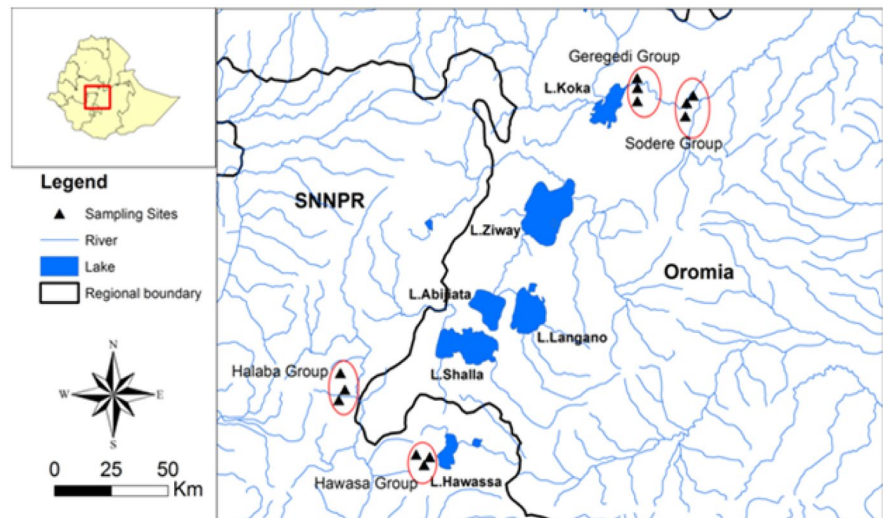 Geregedi Group
L.Koka
Sodere Group
Legend
Sampling Sites
River
Lake
Regional boundary
SNNPR
L.Ziway
Oromia
L.Abijiata
L.Langano
L.Shalla
Halaba Group
N
W
E
S
0 25 50
Km
Hawasa Group
L.Hawassa